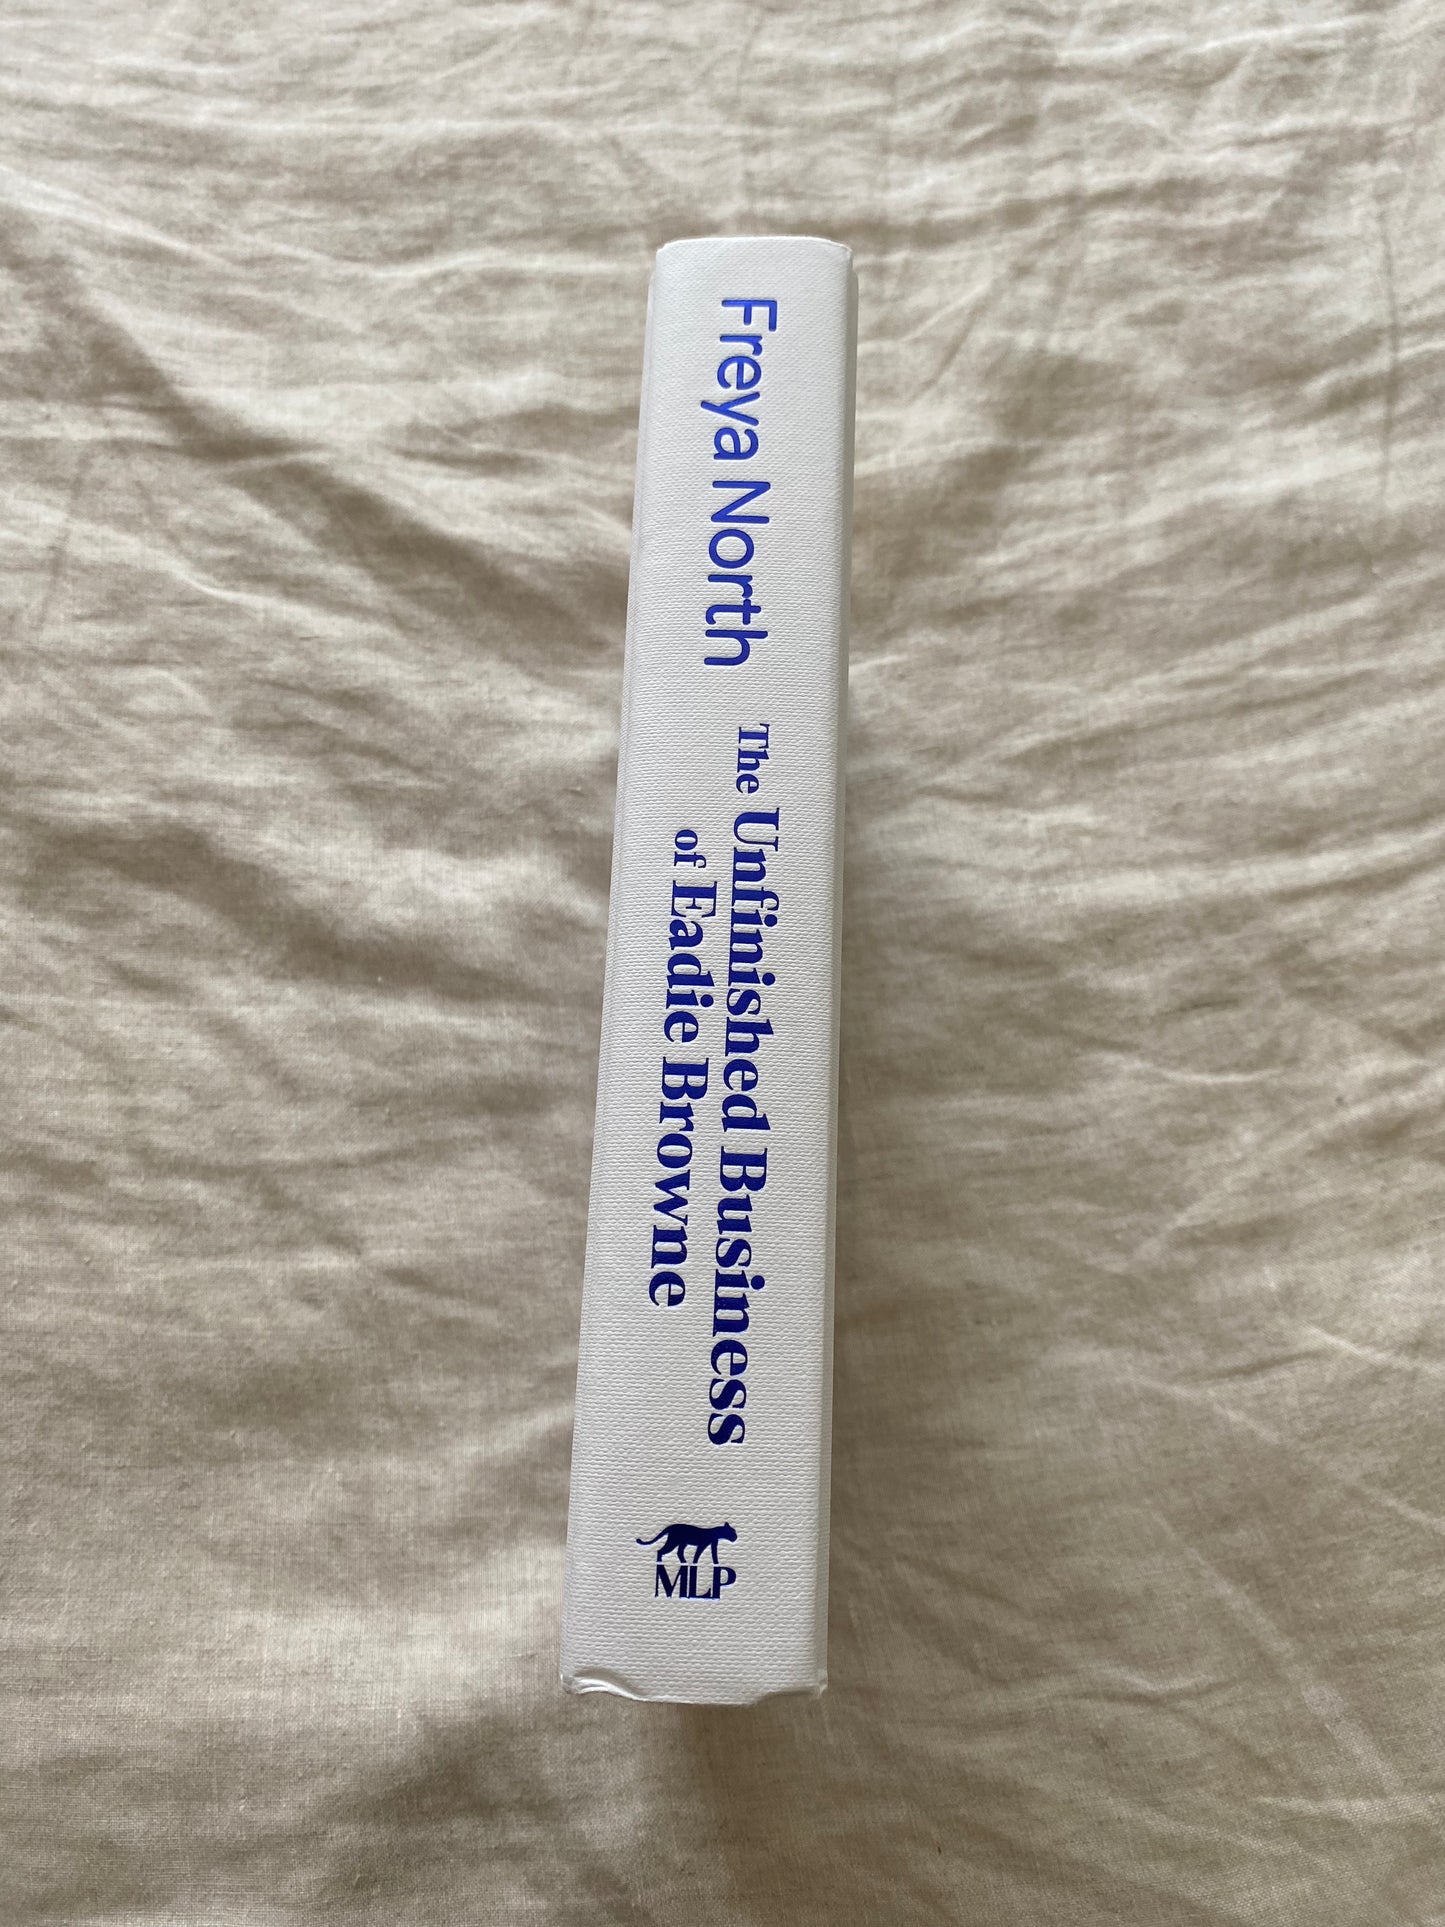 Freya North
The Unfinished Business
of Eadie Browne
MLP